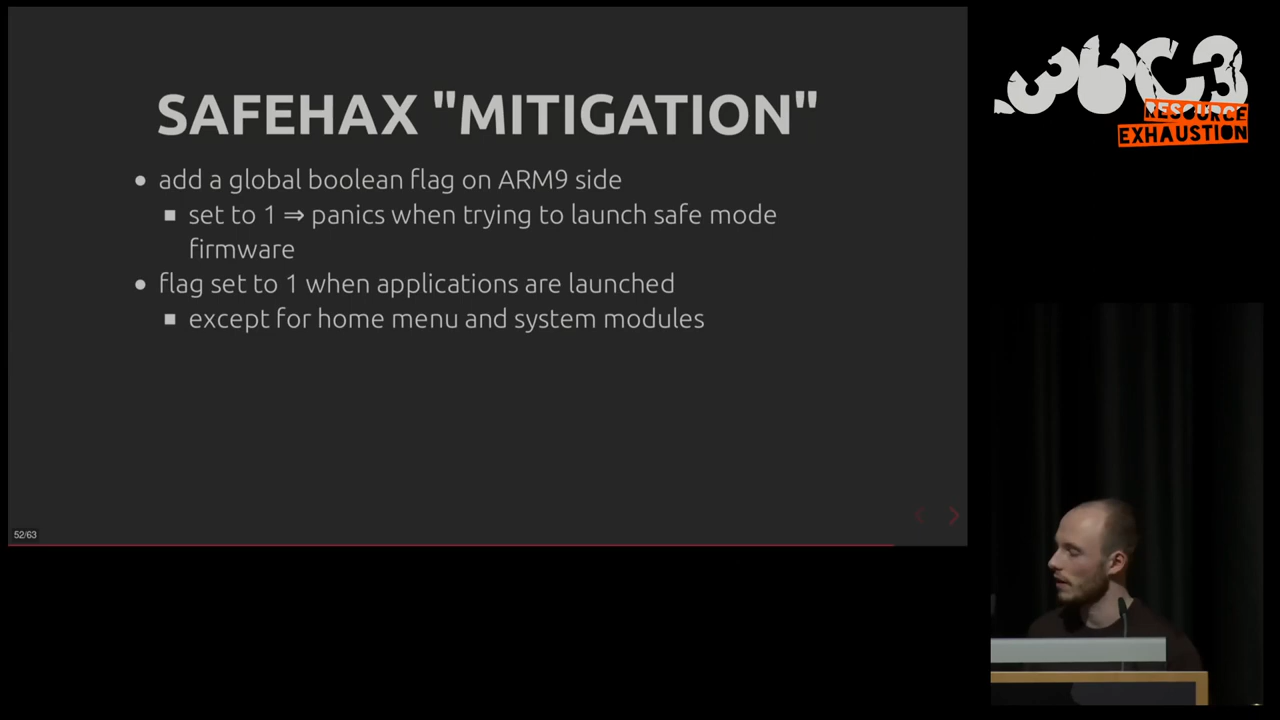 SAFEHAX "MITIGATION"
● add a global boolean flag on ARM9 side
■ set to 1 ⇒ panics when trying to launch safe mode
firmware
● flag set to 1 when applications are launched
■ except for home menu and system modules
52/63
36C3
RESOURCE
EXHAUSTION